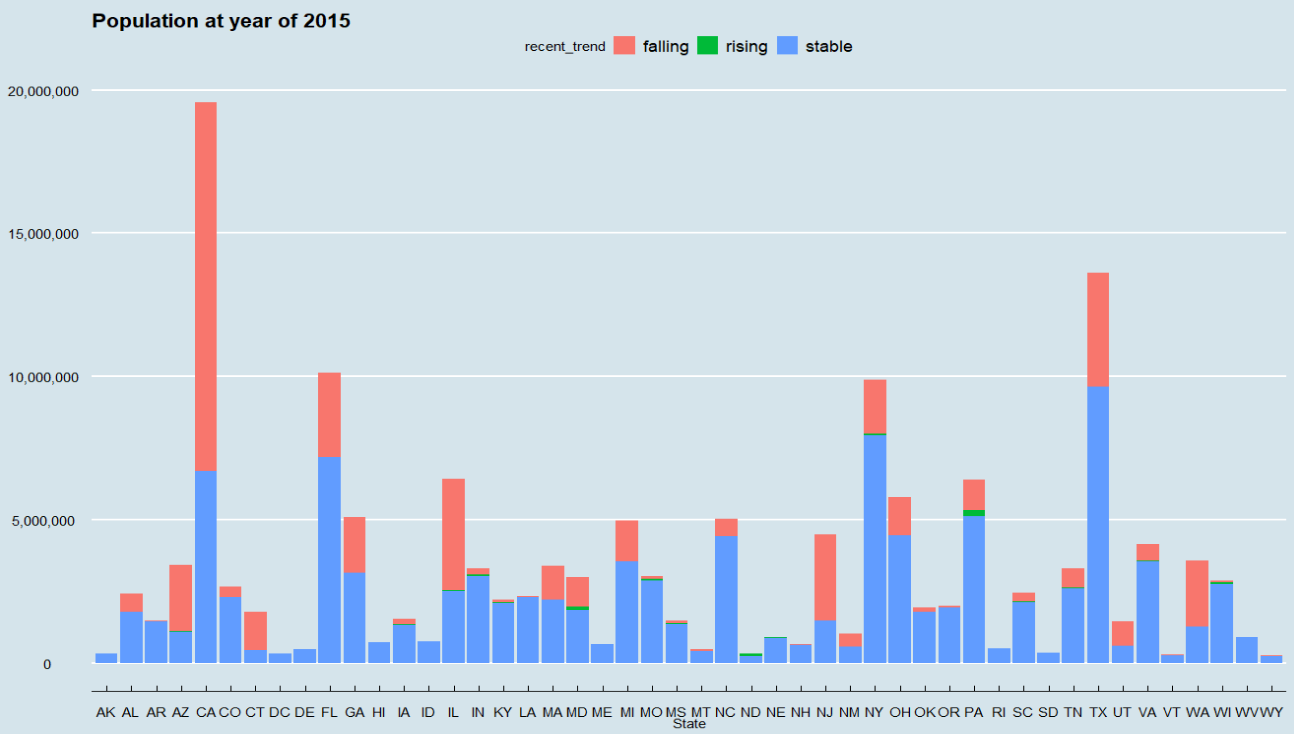 Population at year of 2015
recent_trend falling rising stable
20,000,000
15,000,000
10,000,000
5,000,000
0
AK AL AR AZ CA CO CT DC DE FL GA HI IA ID IL IN KY LA MA MD ME MI MO MS MT NC ND NE NH NJ NM NY OH OK OR PA RI SC SD TN TX UT VA VT WA WI WV WY
State